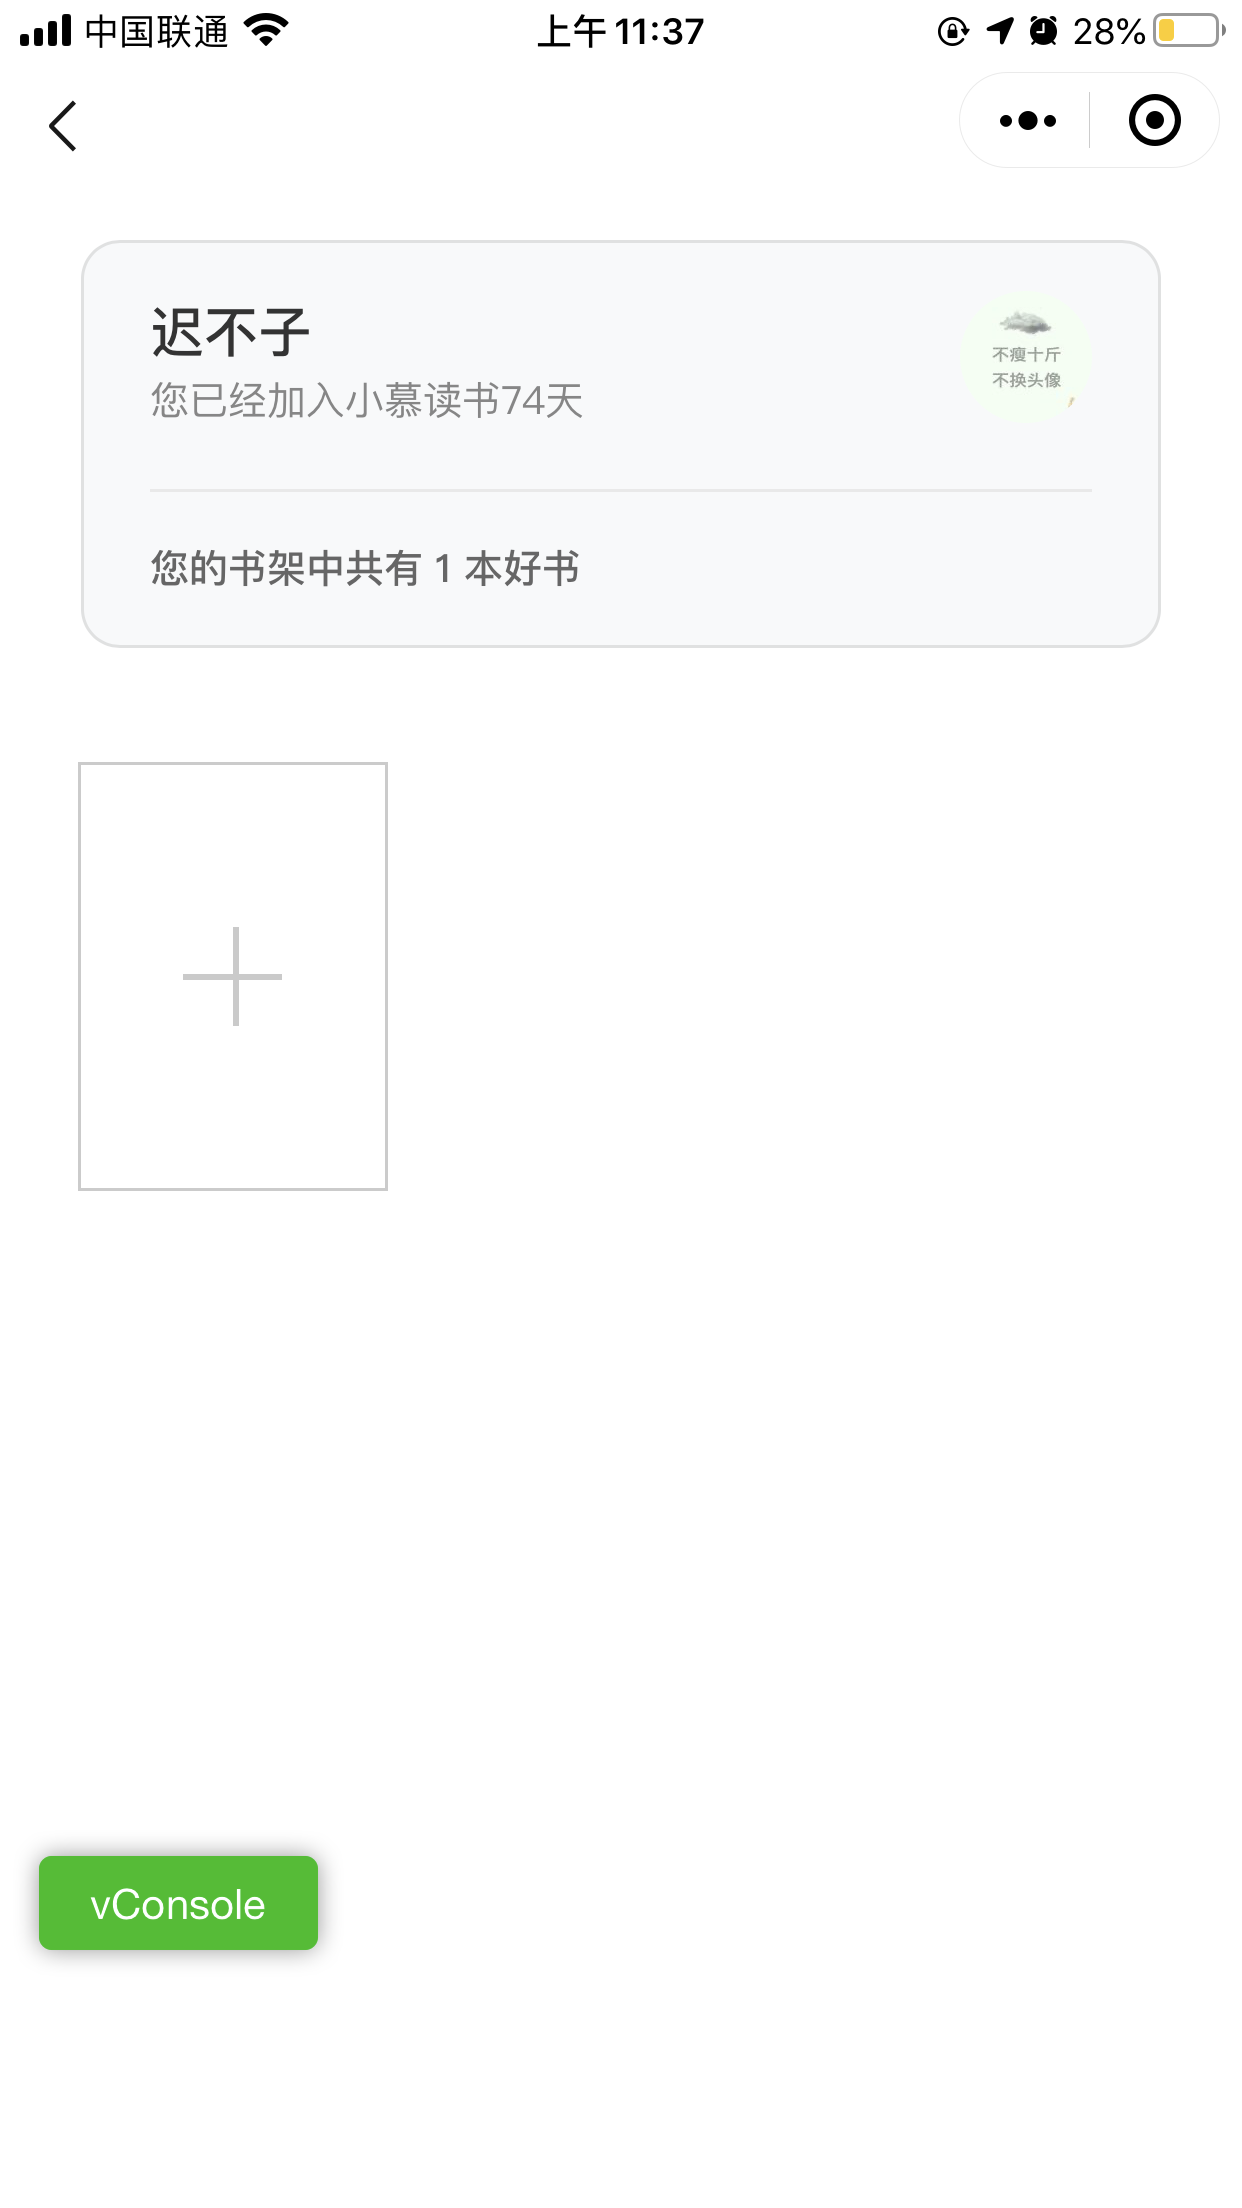 中国联通 上午 11:37 28%
迟不子
您已经加入小慕读书74天
不瘦十斤
不换头像
您的书架中共有 1 本好书
vConsole